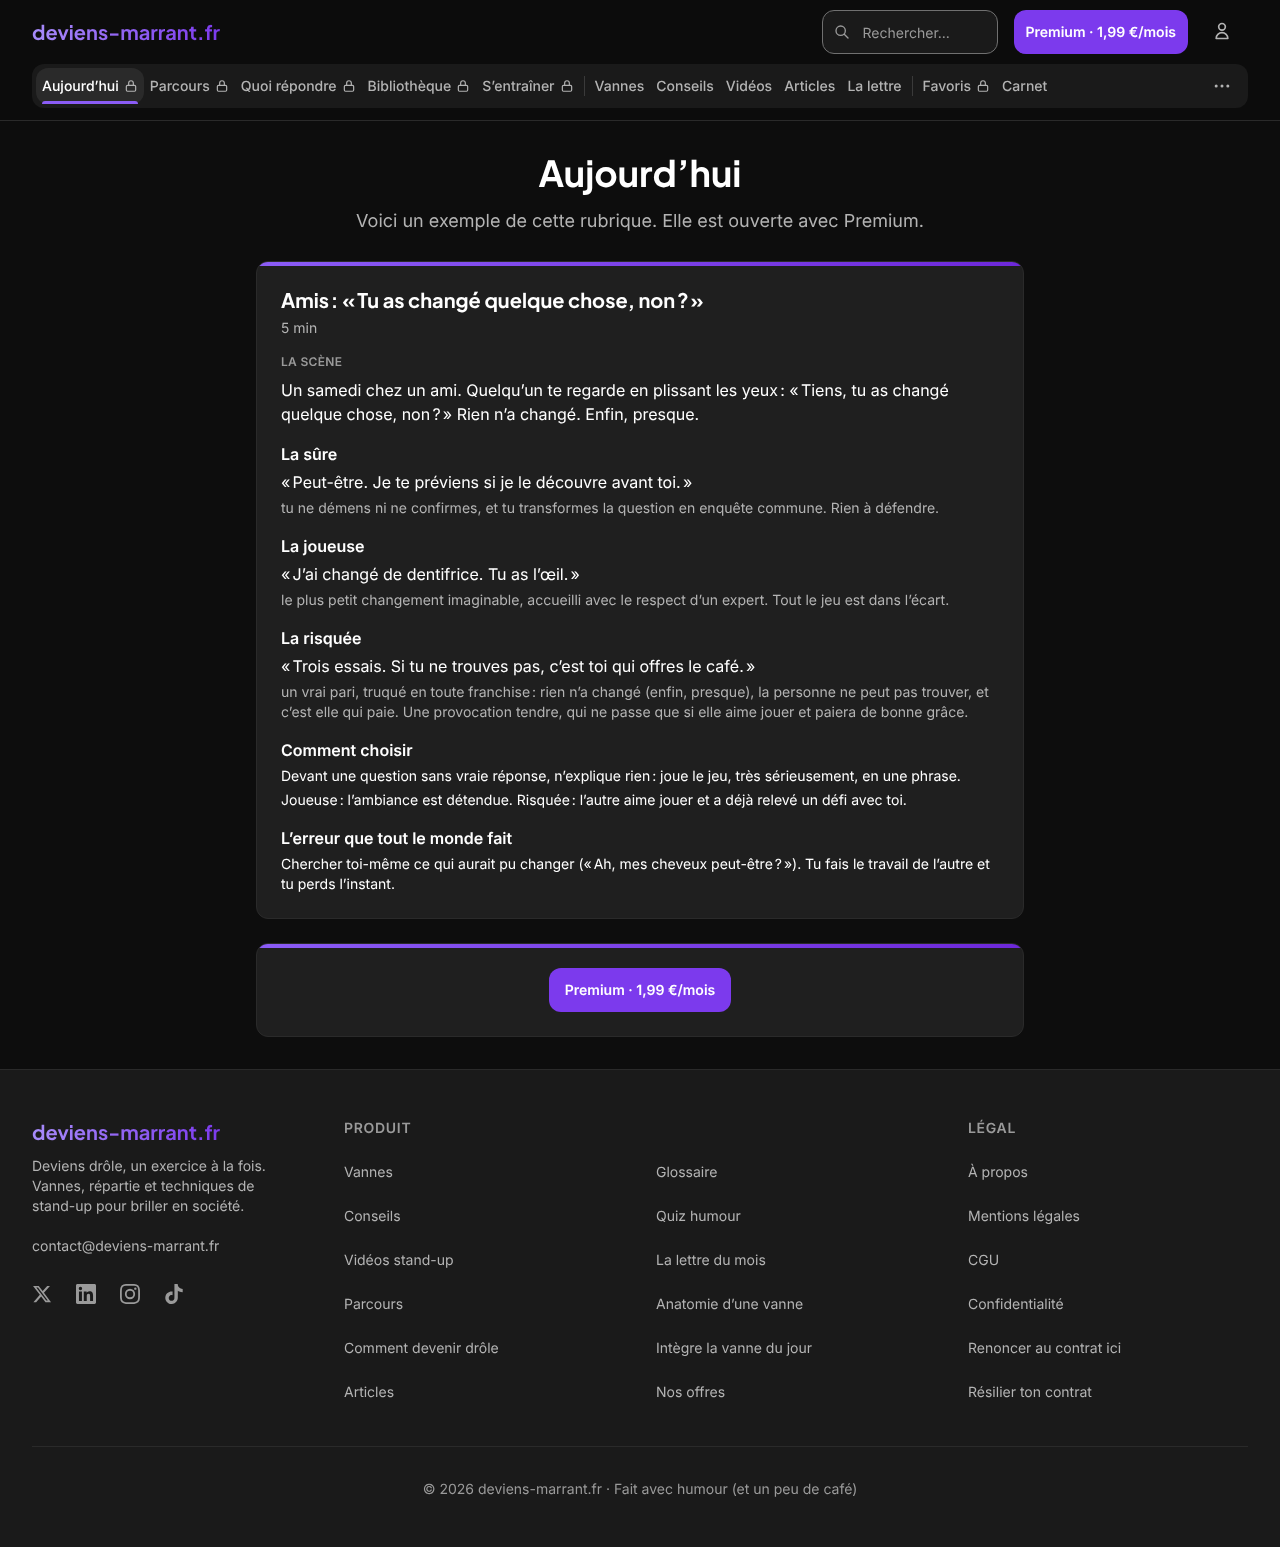 deviens-marrant.fr
Rechercher...
Premium · 1,99 €/mois
Aujourd’hui Parcours Quoi répondre Bibliothèque S’entraîner Vannes Conseils Vidéos Articles La lettre Favoris Carnet
Aujourd’hui
Voici un exemple de cette rubrique. Elle est ouverte avec Premium.
Amis : « Tu as changé quelque chose, non ? »
5 min
LA SCÈNE
Un samedi chez un ami. Quelqu’un te regarde en plissant les yeux : « Tiens, tu as changé
quelque chose, non ? » Rien n’a changé. Enfin, presque.
La sûre
« Peut-être. Je te préviens si je le découvre avant toi. »
tu ne démens ni ne confirmes, et tu transformes la question en enquête commune. Rien à défendre.
La joueuse
« J’ai changé de dentifrice. Tu as l’œil. »
le plus petit changement imaginable, accueilli avec le respect d’un expert. Tout le jeu est dans l’écart.
La risquée
« Trois essais. Si tu ne trouves pas, c’est toi qui offres le café. »
un vrai pari, truqué en toute franchise : rien n’a changé (enfin, presque), la personne ne peut pas trouver, et
c’est elle qui paie. Une provocation tendre, qui ne passe que si elle aime jouer et paiera de bonne grâce.
Comment choisir
Devant une question sans vraie réponse, n’explique rien : joue le jeu, très sérieusement, en une phrase.
Joueuse : l’ambiance est détendue. Risquée : l’autre aime jouer et a déjà relevé un défi avec toi.
L’erreur que tout le monde fait
Chercher toi-même ce qui aurait pu changer (« Ah, mes cheveux peut-être ? »). Tu fais le travail de l’autre et
tu perds l’instant.
Premium · 1,99 €/mois
deviens-marrant.fr
Deviens drôle, un exercice à la fois.
Vannes, répartie et techniques de
stand-up pour briller en société.
contact@deviens-marrant.fr
PRODUIT
Vannes
Conseils
Vidéos stand-up
Parcours
Comment devenir drôle
Articles
Glossaire
Quiz humour
La lettre du mois
Anatomie d’une vanne
Intègre la vanne du jour
Nos offres
LÉGAL
À propos
Mentions légales
CGU
Confidentialité
Renoncer au contrat ici
Résilier ton contrat
© 2026 deviens-marrant.fr · Fait avec humour (et un peu de café)